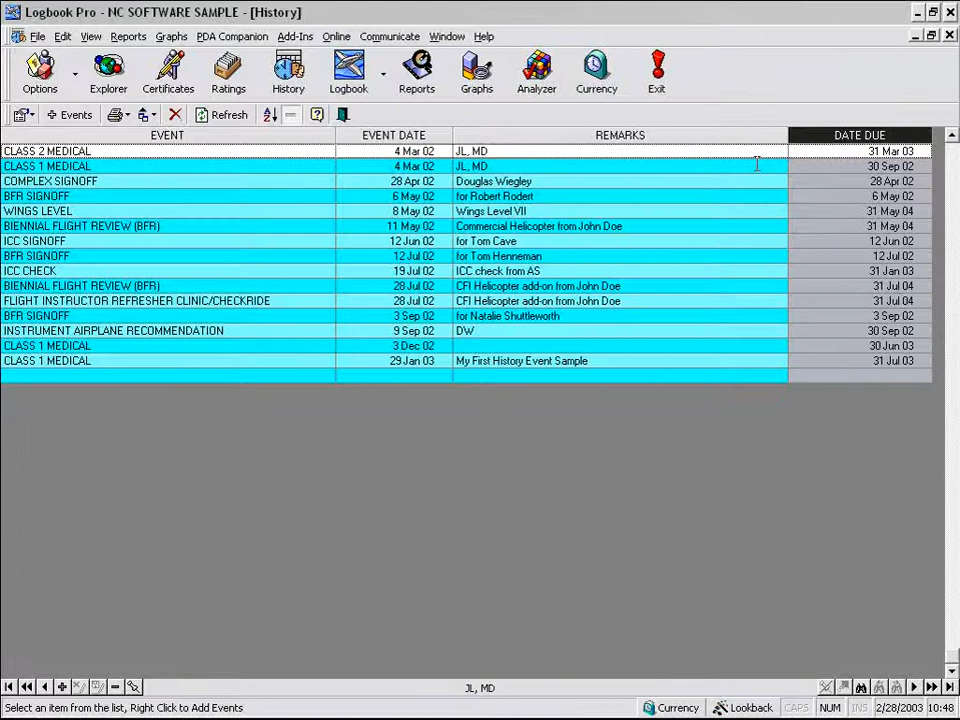 Logbook Pro - NC SOFTWARE SAMPLE - [History]
File Edit View Reports Graphs PDA Companion Add-Ins Online Communicate Window Help
Options Explorer Certificates Ratings History Logbook Reports Graphs Analyzer Currency Exit
Events Refresh
EVENT EVENT DATE REMARKS DATE DUE
CLASS 2 MEDICAL 4 Mar 02 JL, MD 31 Mar 03
CLASS 1 MEDICAL 4 Mar 02 JL, MD 30 Sep 02
COMPLEX SIGNOFF 28 Apr 02 Douglas Wiegley 28 Apr 02
BFR SIGNOFF 6 May 02 for Robert Rodert 6 May 02
WINGS LEVEL 8 May 02 Wings Level VII 31 May 04
BIENNIAL FLIGHT REVIEW (BFR) 11 May 02 Commercial Helicopter from John Doe 31 May 04
ICC SIGNOFF 12 Jun 02 for Tom Cave 12 Jun 02
BFR SIGNOFF 12 Jul 02 for Tom Henneman 12 Jul 02
ICC CHECK 19 Jul 02 ICC check from AS 31 Jan 03
BIENNIAL FLIGHT REVIEW (BFR) 28 Jul 02 CFI Helicopter add-on from John Doe 31 Jul 04
FLIGHT INSTRUCTOR REFRESHER CLINIC/CHECKRIDE 28 Jul 02 CFI Helicopter add-on from John Doe 31 Jul 04
BFR SIGNOFF 3 Sep 02 for Natalie Shuttleworth 3 Sep 02
INSTRUMENT AIRPLANE RECOMMENDATION 9 Sep 02 DW 30 Sep 02
CLASS 1 MEDICAL 3 Dec 02 30 Jun 03
CLASS 1 MEDICAL 29 Jan 03 My First History Event Sample 31 Jul 03
JL, MD
Select an item from the list, Right Click to Add Events Currency Lookback CAPS NUM INS 2/28/2003 10:48